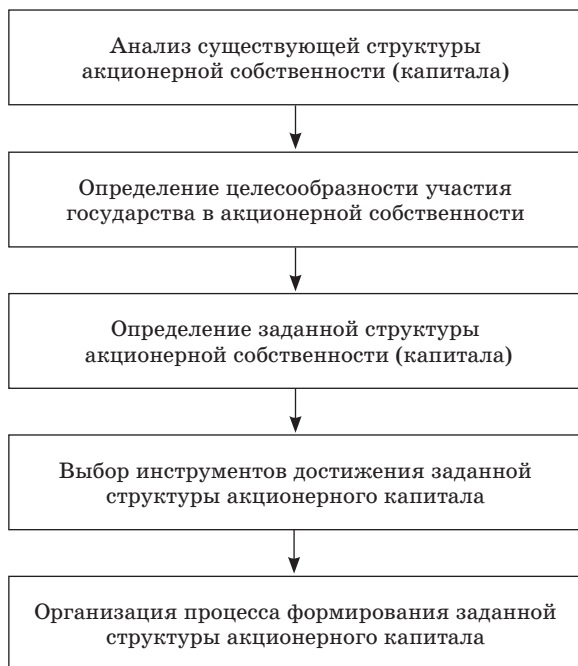 Анализ существующей структуры
акционерной собственности (капитала)
Определение целесообразности участия
государства в акционерной собственности
Определение заданной структуры
акционерной собственности (капитала)
Выбор инструментов достижения заданной
структуры акционерного капитала
Организация процесса формирования заданной
структуры акционерного капитала